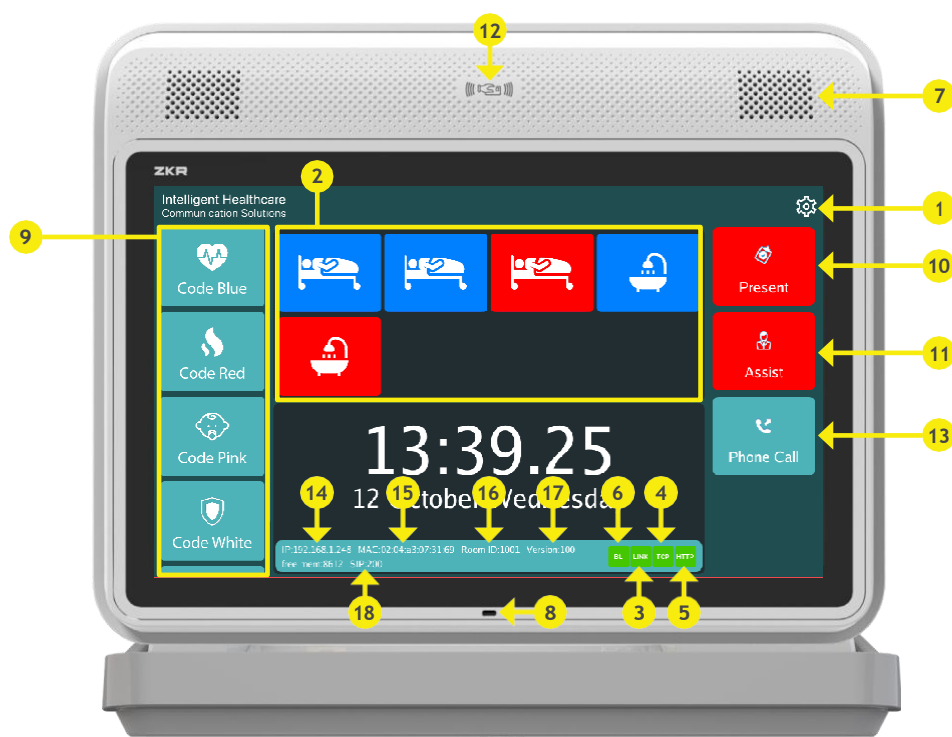 12
7
ZKR
2
Intelligent Healthcare
Communication Solutions
1
9
Code Blue
Present
10
Code Red
Assist
11
Code Pink
13:39.25
Phone Call
13
12 October Wednesday
14
15
16
17
6
4
Code White
IP:192.168.1.248 MAC:02:04:a3:07:31:69 Room ID:1001 Version:100
BL
LINK
TCP
HTTP
SIP:200
18
8
3
5